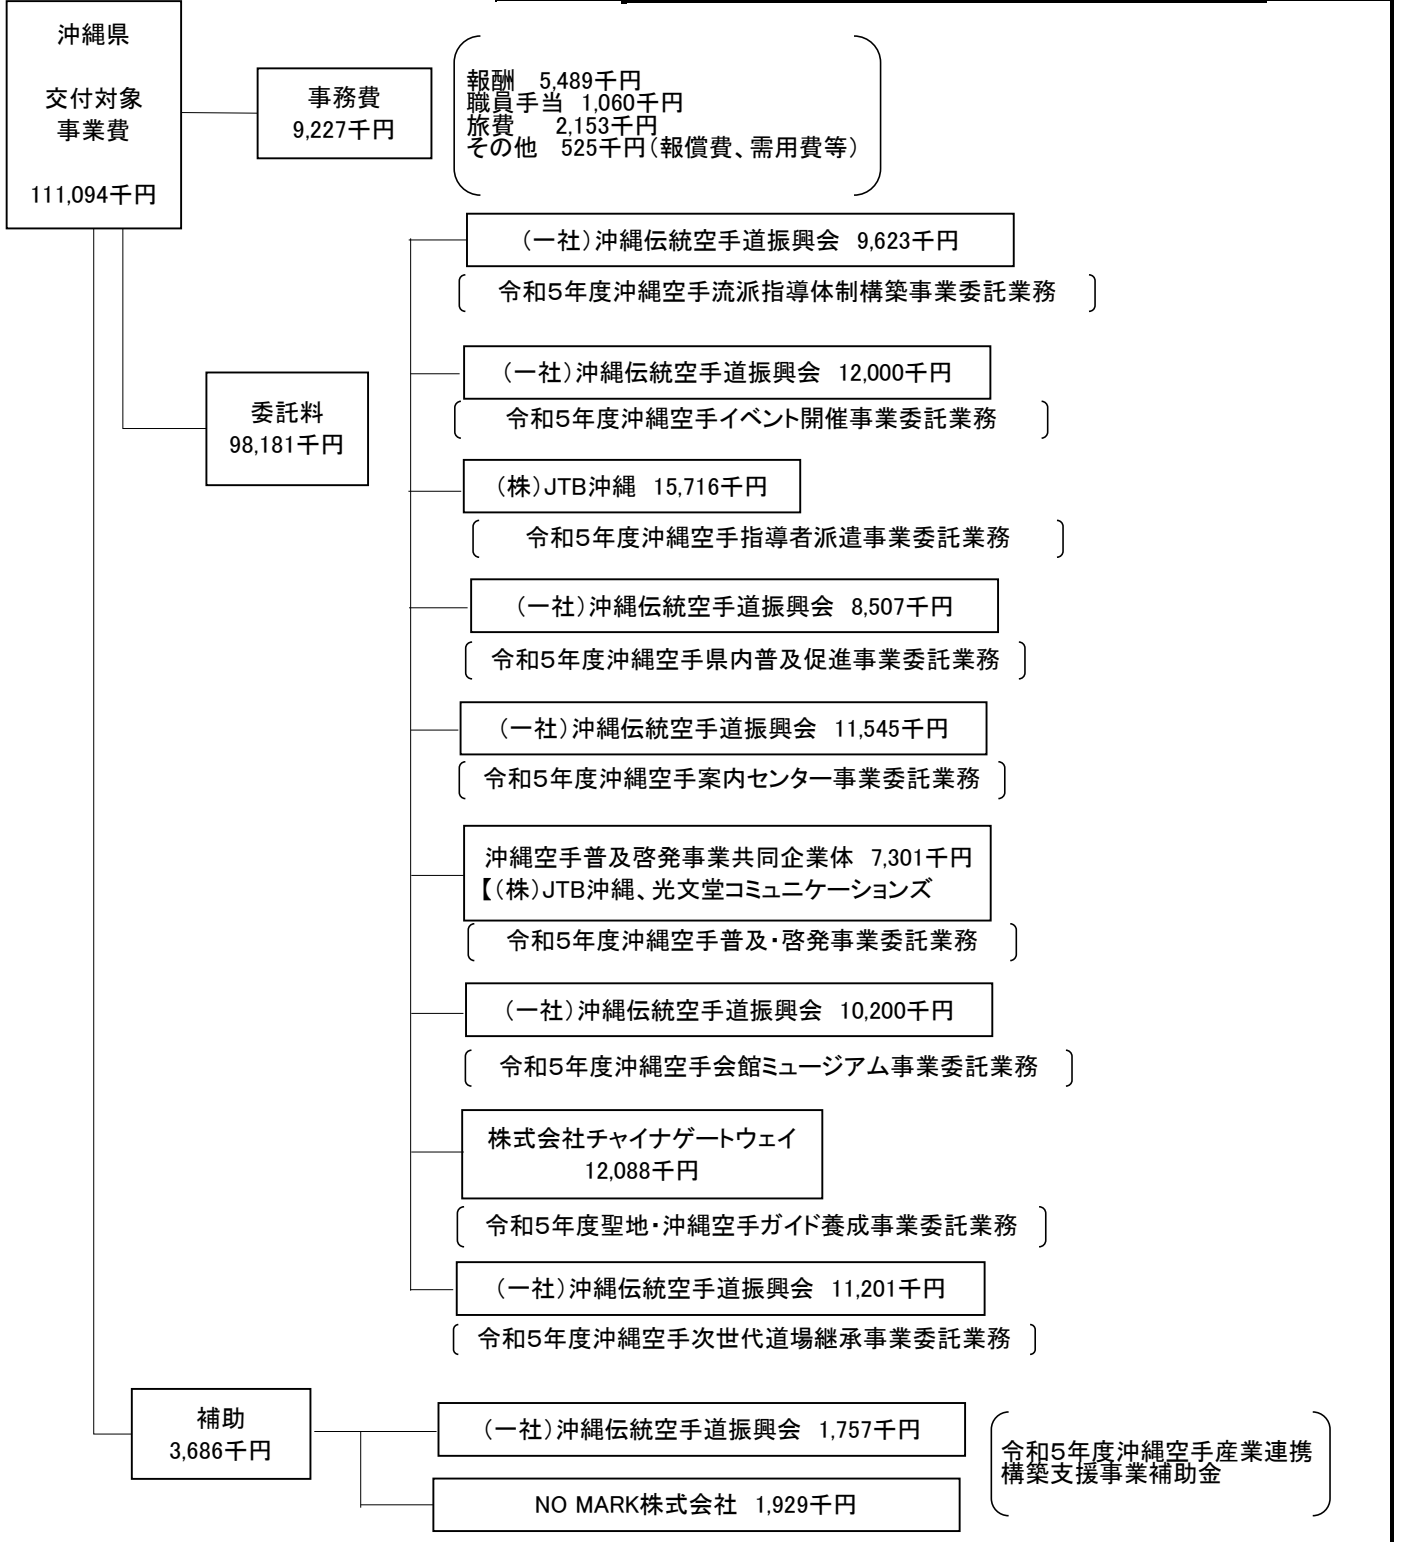 沖縄県
交付対象
事業費
111,094千円
事務費
9,227千円
報酬　5,489千円
職員手当　1,060千円
旅費　　2,153千円
その他　525千円（報償費、需用費等）
（一社）沖縄伝統空手道振興会　9,623千円
令和5年度沖縄空手流派指導体制構築事業委託業務
（一社）沖縄伝統空手道振興会　12,000千円
令和5年度沖縄空手イベント開催事業委託業務
委託料
98,181千円
（株）JTB沖縄　15,716千円
令和5年度沖縄空手指導者派遣事業委託業務
（一社）沖縄伝統空手道振興会　8,507千円
令和5年度沖縄空手県内普及促進事業委託業務
（一社）沖縄伝統空手道振興会　11,545千円
令和5年度沖縄空手案内センター事業委託業務
沖縄空手普及啓発事業共同企業体　7,301千円
【（株）JTB沖縄、光文堂コミュニケーションズ
令和5年度沖縄空手普及・啓発事業委託業務
（一社）沖縄伝統空手道振興会　10,200千円
令和5年度沖縄空手会館ミュージアム事業委託業務
株式会社チャイナゲートウェイ
12,088千円
令和5年度聖地・沖縄空手ガイド養成事業委託業務
（一社）沖縄伝統空手道振興会　11,201千円
令和5年度沖縄空手次世代道場継承事業委託業務
補助
3,686千円
（一社）沖縄伝統空手道振興会　1,757千円
令和5年度沖縄空手産業連携
構築支援事業補助金
NO MARK株式会社　1,929千円